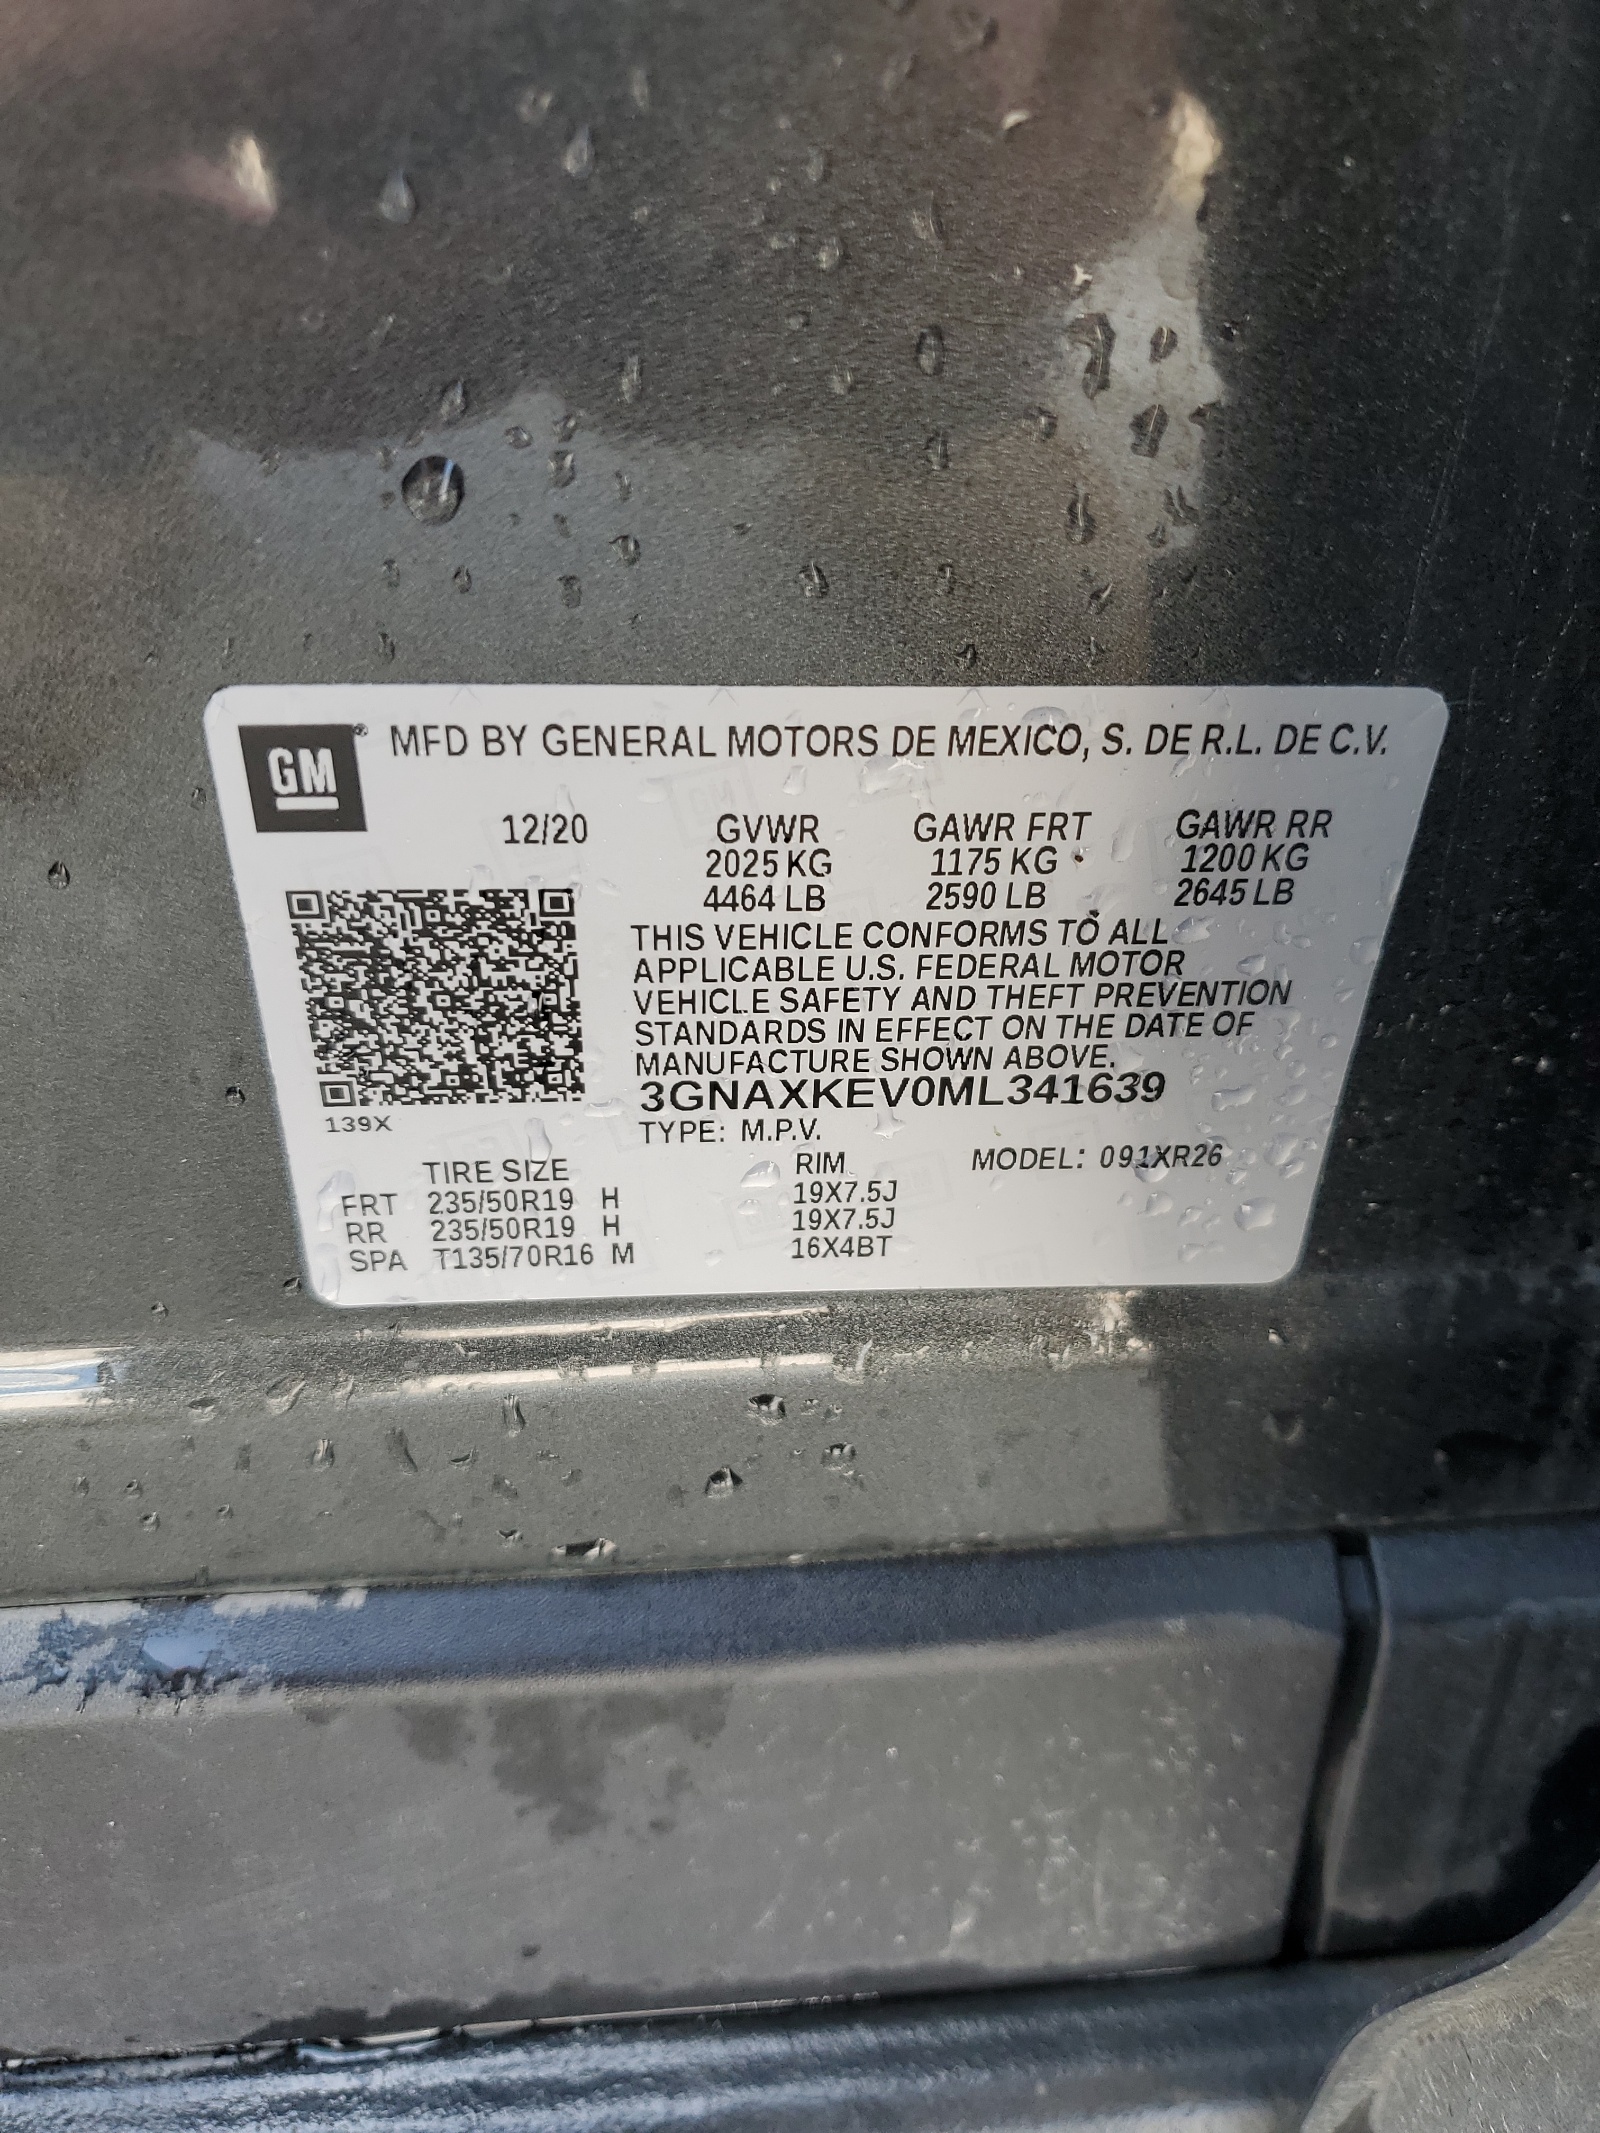 GM® MFD BY GENERAL MOTORS DE MEXICO, S. DE R.L. DE C.V.
12/20 GVWR GAWR FRT GAWR RR
2025 KG 1175 KG 1200 KG
4464 LB 2590 LB 2645 LB
THIS VEHICLE CONFORMS TO ALL
APPLICABLE U.S. FEDERAL MOTOR
VEHICLE SAFETY AND THEFT PREVENTION
STANDARDS IN EFFECT ON THE DATE OF
MANUFACTURE SHOWN ABOVE.
3GNAXKEV0ML341639
139X
TYPE: M.P.V.
TIRE SIZE RIM MODEL: 091XR26
FRT 235/50R19 H 19X7.5J
RR 235/50R19 H 19X7.5J
SPA T135/70R16 M 16X4BT